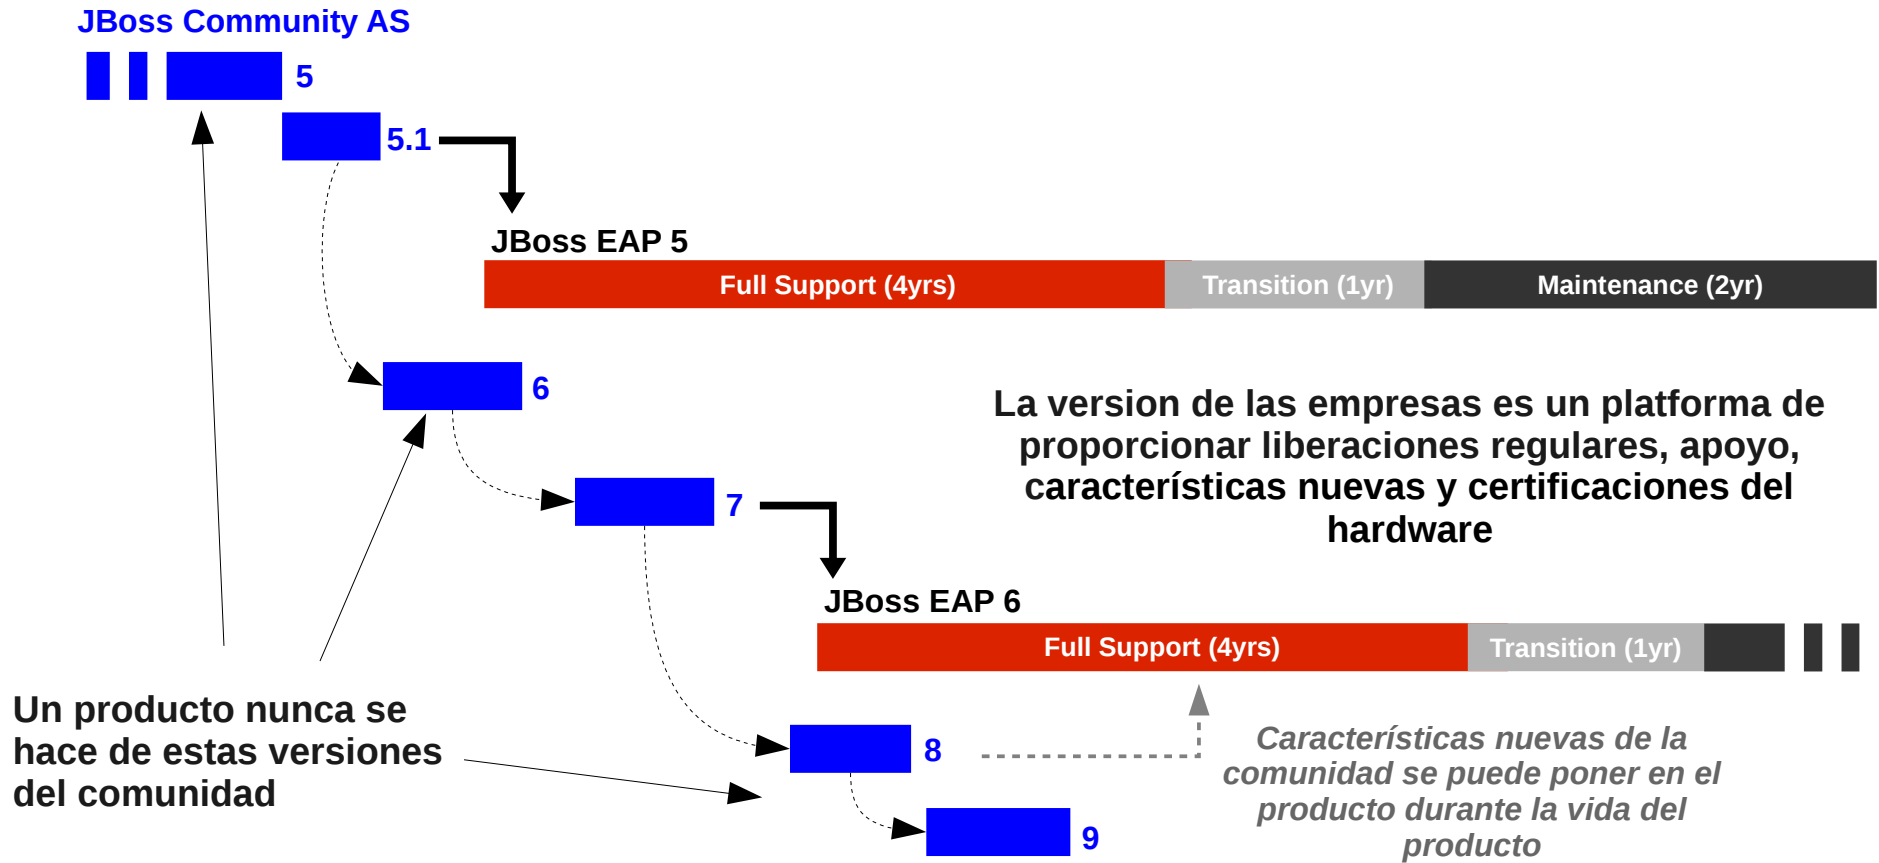 JBoss Community AS
5
5.1
JBoss EAP 5
Full Support (4yrs)
Transition (1yr)
Maintenance (2yr)
6
La version de las empresas es un platforma de
proporcionar liberaciones regulares, apoyo,
características nuevas y certificaciones del
hardware
7
JBoss EAP 6
Full Support (4yrs)
Transition (1yr)
Un producto nunca se
hace de estas versiones
del comunidad
8
Características nuevas de la
comunidad se puede poner en el
producto durante la vida del
producto
9